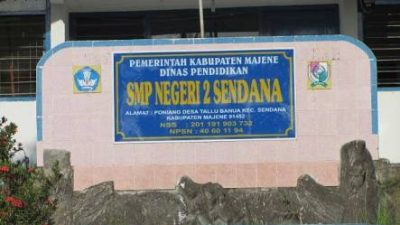 PEMERINTAH KABUPATEN MAJENE
DINAS PENDIDIKAN
SMP NEGERI 2 SENDANA
ALAMAT : PONIANG DESA TALLU BANUA KEC. SENDANA
KABUPATEN MAJENE 91452
NSS : 201 191 903 732
NPSN : 40 60 11 94